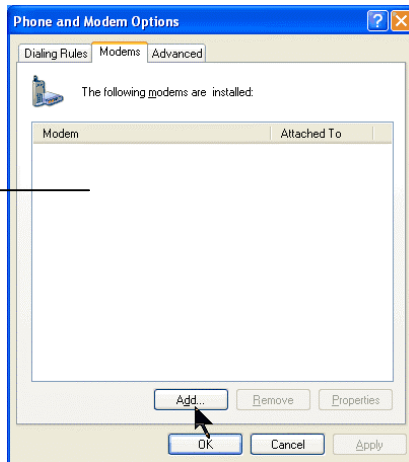 Phone and Modem Options
Dialing Rules Modems Advanced
The following modems are installed:
Modem Attached To
Add... Remove Properties
OK Cancel Apply